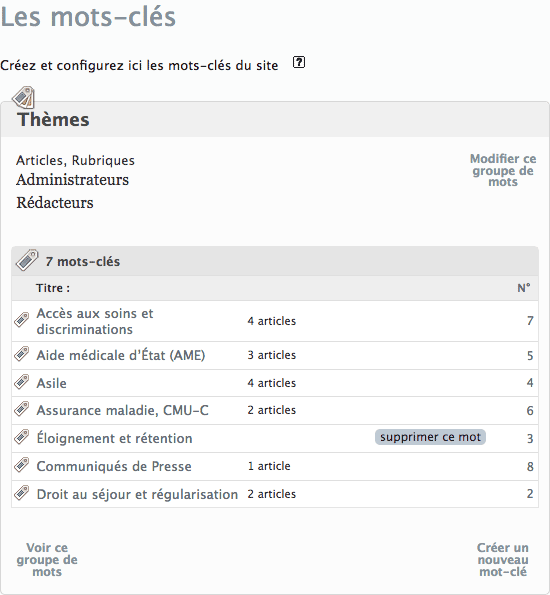 Les mots-clés
Créez et configurez ici les mots-clés du site ?
Thèmes
Articles, Rubriques
Administrateurs
Rédacteurs
Modifier ce
groupe de
mots
7 mots-clés
Titre : N°
Accès aux soins et
discriminations 4 articles 7
Aide médicale d'État (AME) 3 articles 5
Asile 4 articles 4
Assurance maladie, CMU-C 2 articles 6
Éloignement et rétention supprimer ce mot 3
Communiqués de Presse 1 article 8
Droit au séjour et régularisation 2 articles 2
Voir ce
groupe de
mots
Créer un
nouveau
mot-clé